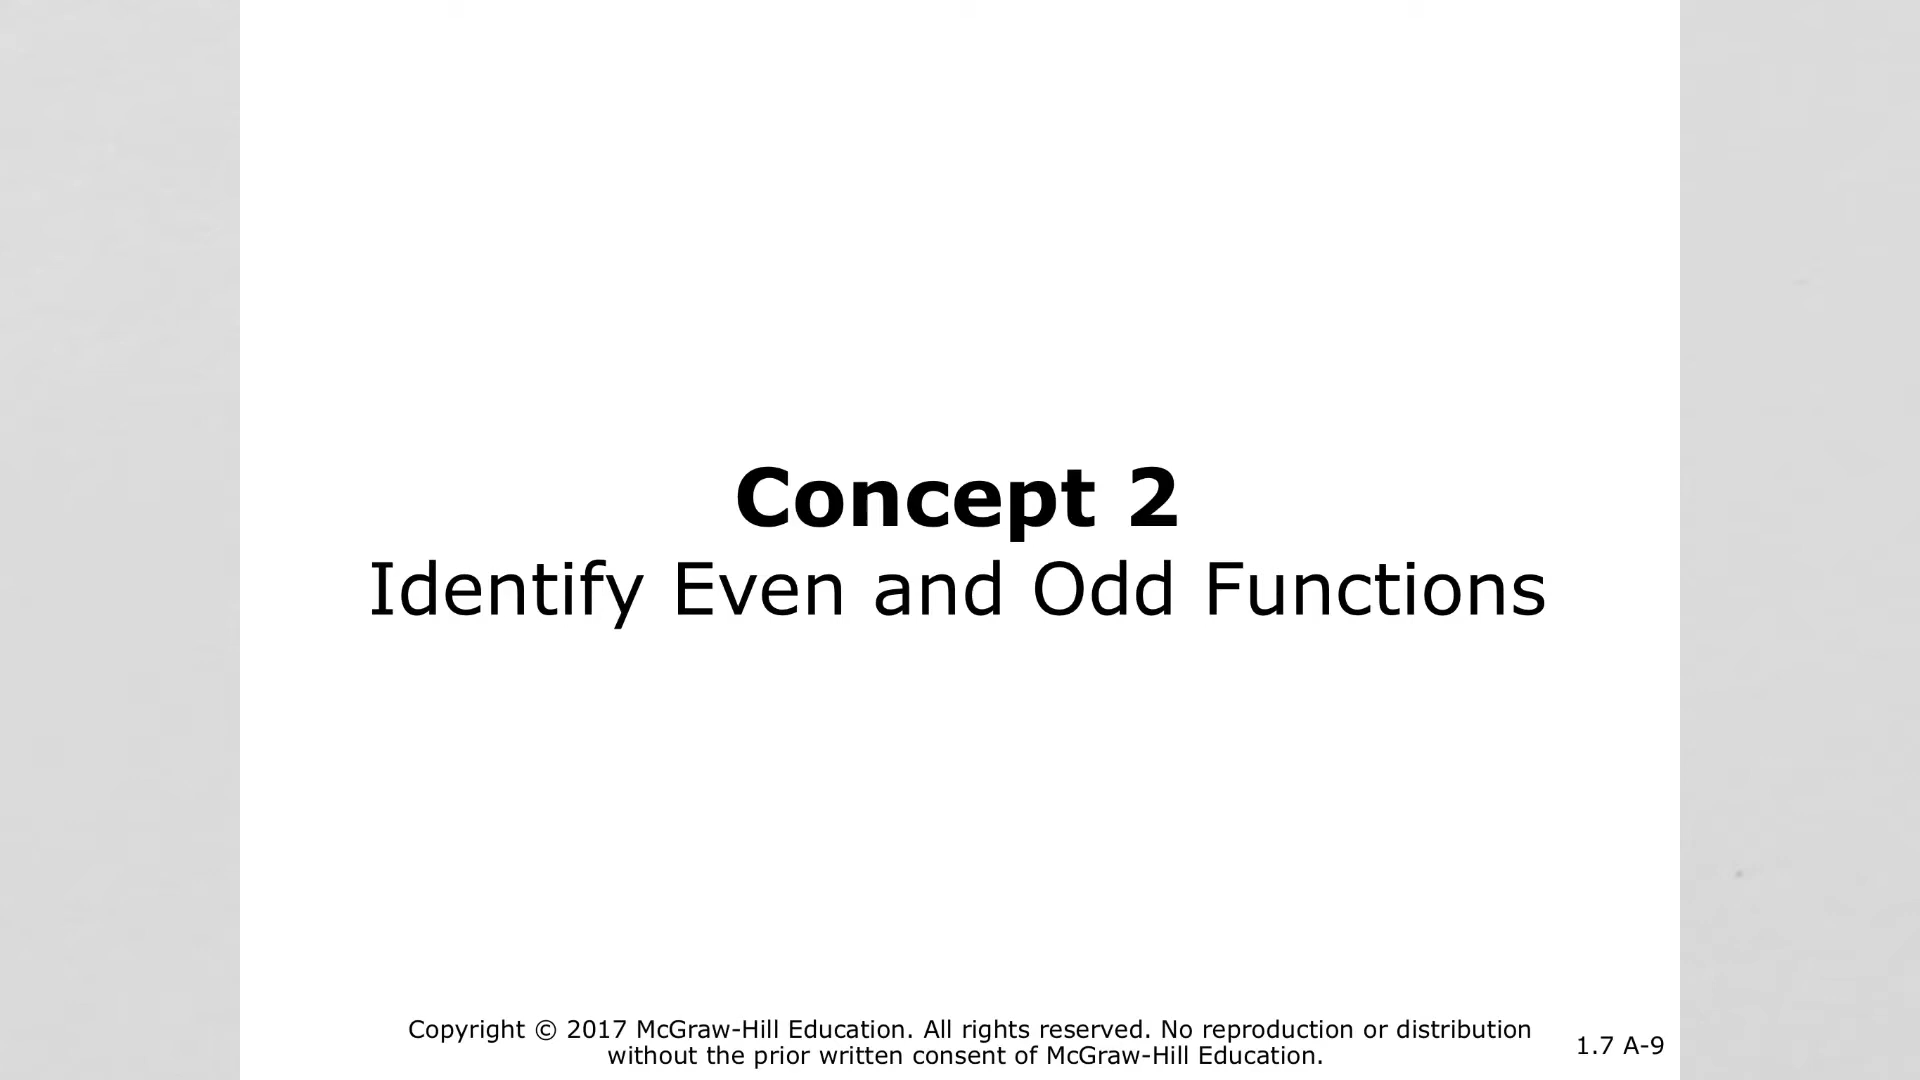 Concept 2
Identify Even and Odd Functions
Copyright © 2017 McGraw-Hill Education. All rights reserved. No reproduction or distribution
without the prior written consent of McGraw-Hill Education.
1.7 A-9